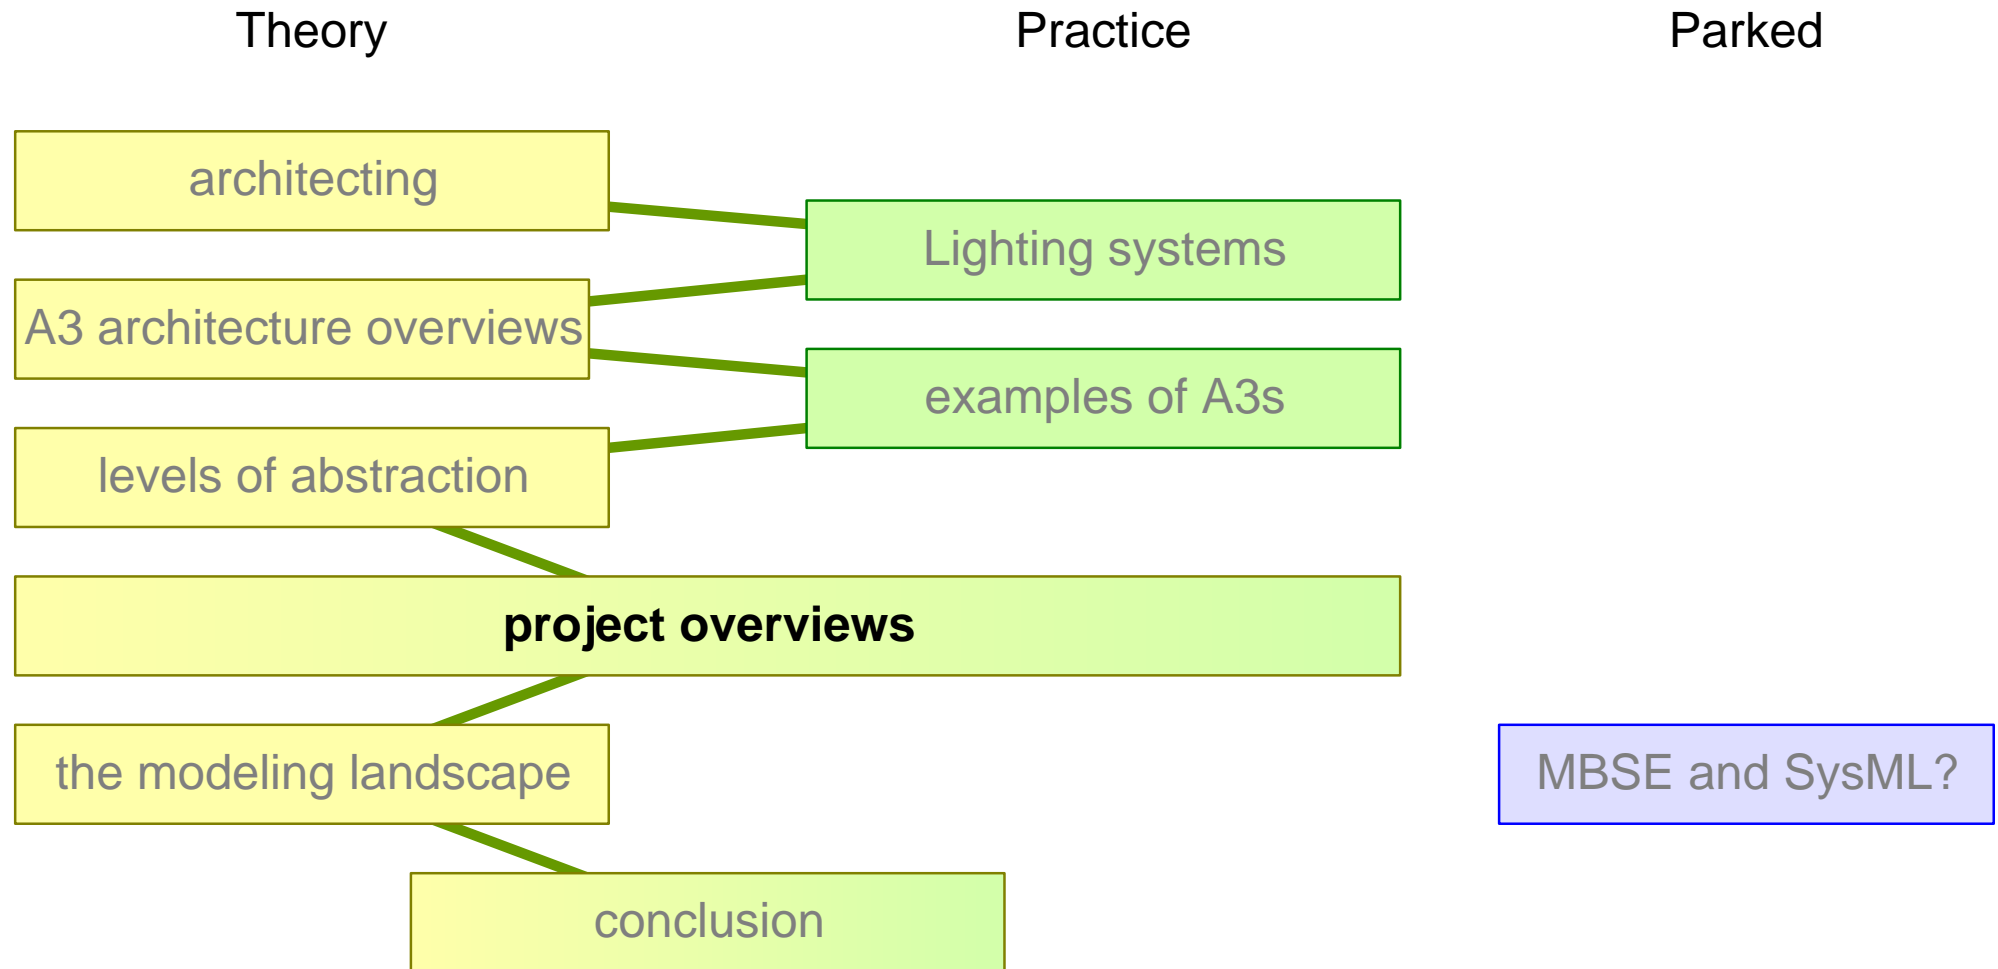 Theory
Practice
Parked
architecting
Lighting systems
A3 architecture overviews
examples of A3s
levels of abstraction
project overviews
the modeling landscape
MBSE and SysML?
conclusion